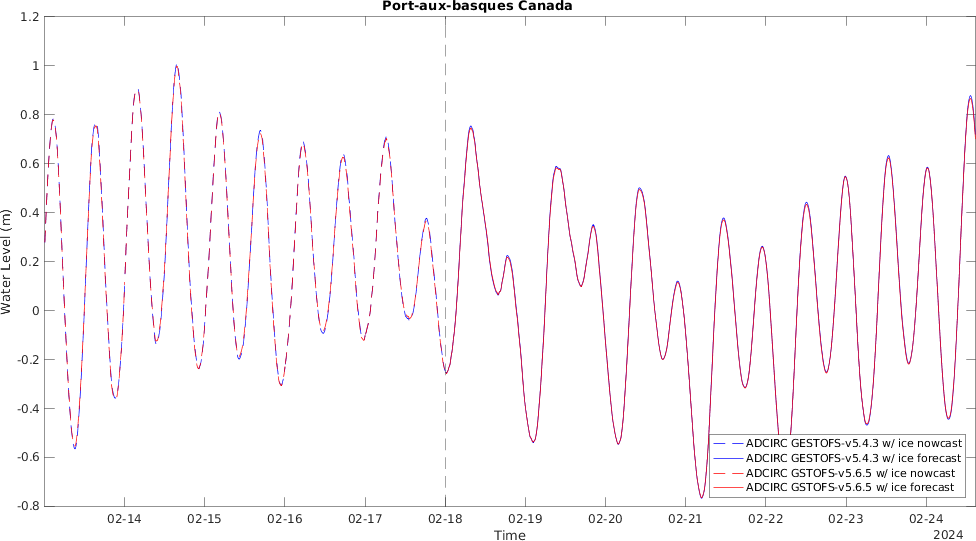 Port-aux-basques Canada
1.2
1
0.8
0.6
0.4
0.2
0
-0.2
-0.4
-0.6
-0.8
Water Level (m)
ADCIRC GESTOFS-v5.4.3 w/ ice nowcast
ADCIRC GESTOFS-v5.4.3 w/ ice forecast
ADCIRC GSTOFS-v5.6.5 w/ ice nowcast
ADCIRC GSTOFS-v5.6.5 w/ ice forecast
02-14 02-15 02-16 02-17 02-18 02-19 02-20 02-21 02-22 02-23 02-24
Time
2024